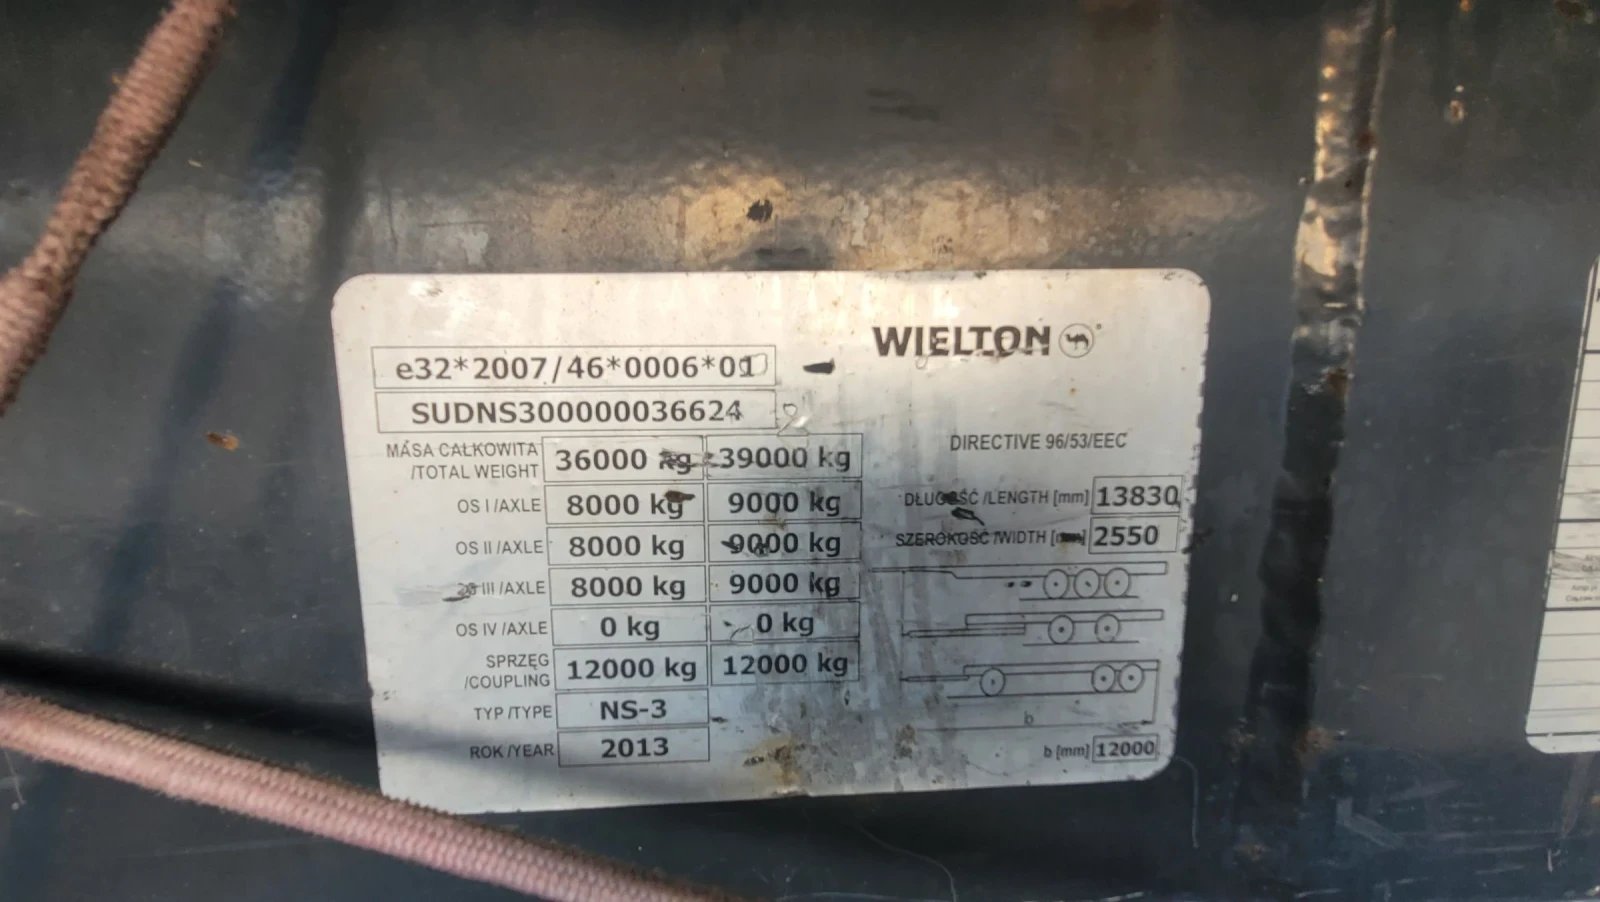 WIELTON
e32*2007/46*0006*01
SUDNS300000036624
MASA CAŁKOWITA
/TOTAL WEIGHT 36000 kg 39000 kg
OS I /AXLE 8000 kg 9000 kg
OS II /AXLE 8000 kg 9000 kg
OS III /AXLE 8000 kg 9000 kg
OS IV /AXLE 0 kg 0 kg
SPRZĘG
/COUPLING 12000 kg 12000 kg
TYP /TYPE NS-3
ROK /YEAR 2013
DIRECTIVE 96/53/EEC
DŁUGOŚĆ /LENGTH [mm] 13830
SZEROKOŚĆ /WIDTH [mm] 2550
b
b [mm] 12000